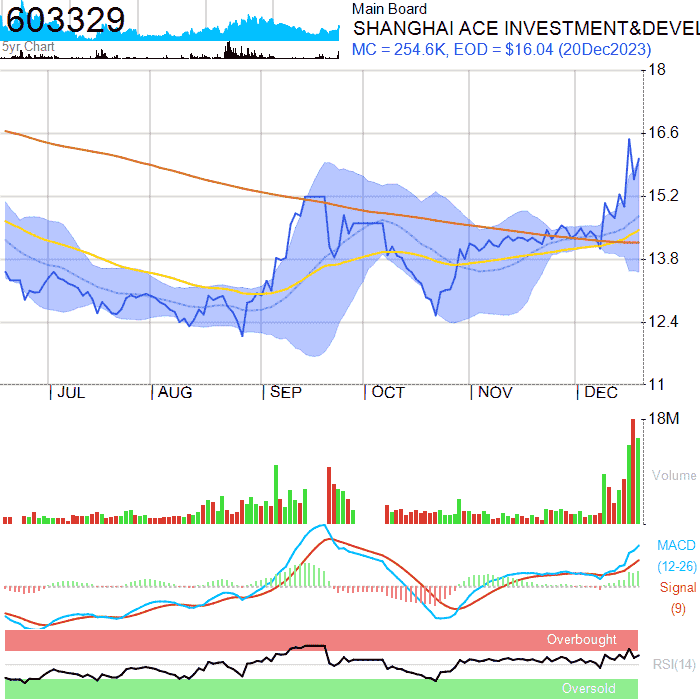 603329
5yr. Chart
Main Board
SHANGHAI ACE INVESTMENT&DEVEL
MC = 254.6K, EOD = $16.04 (20Dec2023)
18
16.6
15.2
13.8
12.4
11
JUL
AUG
SEP
OCT
NOV
DEC
18M
Volume
MACD
(12-26)
Signal
(9)
Overbought
RSI(14)
Oversold